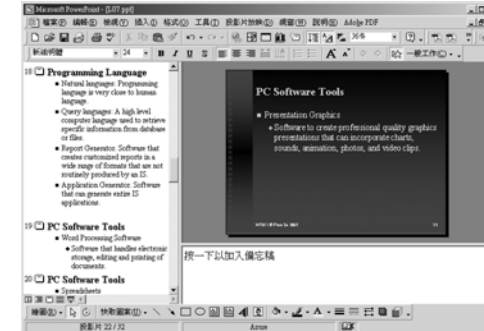 Microsoft PowerPoint - [L07.ppt]
檔案(F) 編輯(E) 檢視(V) 插入(I) 格式(O) 工具(T) 投影片放映(D) 視窗(W) 說明(H) Adobe PDF
36%
新細明體 24 B I U S 一般工作(C)
18 Programming Language
Natural languages: Programming
language is very close to human
language.
Query languages: A high level
computer language used to retrieve
specific information from database
or files.
Report Generator: Software that
creates customized reports in a
wide range of formats that are not
routinely produced by an IS.
Application Generator: Software
that can generate entire IS
applications.
19 PC Software Tools
Word Processing Software
Software that handles electronic
storage, editing and printing of
documents.
20 PC Software Tools
Spreadsheets
PC Software Tools
Presentation Graphics
Software to create professional quality graphics
presentations that can incorporate charts,
sounds, animation, photos, and video clips.
按一下以加入備忘稿
繪圖(R) 快取圖案(U)
投影片 22 / 32 Azure